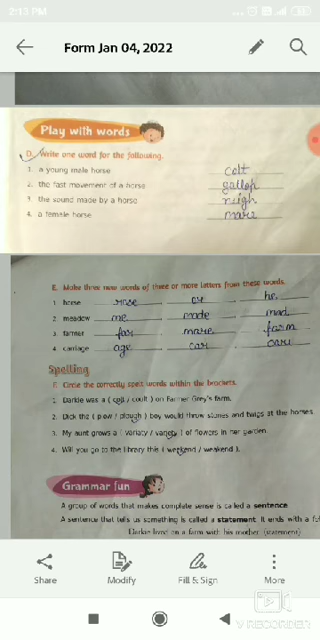 2:13 PM
Form Jan 04, 2022
Play with words
D. Write one word for the following.
1. a young male horse colt
2. the fast movement of a horse gallop
3. the sound made by a horse neigh
4. a female horse mare
E. Make three new words of three or more letters from these words.
1. horse rose or he
2. meadow me made mad
3. farmer far mare farm
4. carriage age car care
Spelling
F. Circle the correctly spelt words within the brackets.
1. Darkie was a ( colt / coult ) on Farmer Grey's farm.
2. Dick the ( plow / plough ) boy would throw stones and twigs at the horses.
3. My aunt grows a ( variaty / variety ) of flowers in her garden.
4. Will you go to the library this ( weekend / weakend ).
Grammar fun
A group of words that makes complete sense is called a sentence
A sentence that tells us something is called a statement. It ends with a
Darkie lived on a farm with his mother. (statement)
Share Modify Fill & Sign More
RECORDER